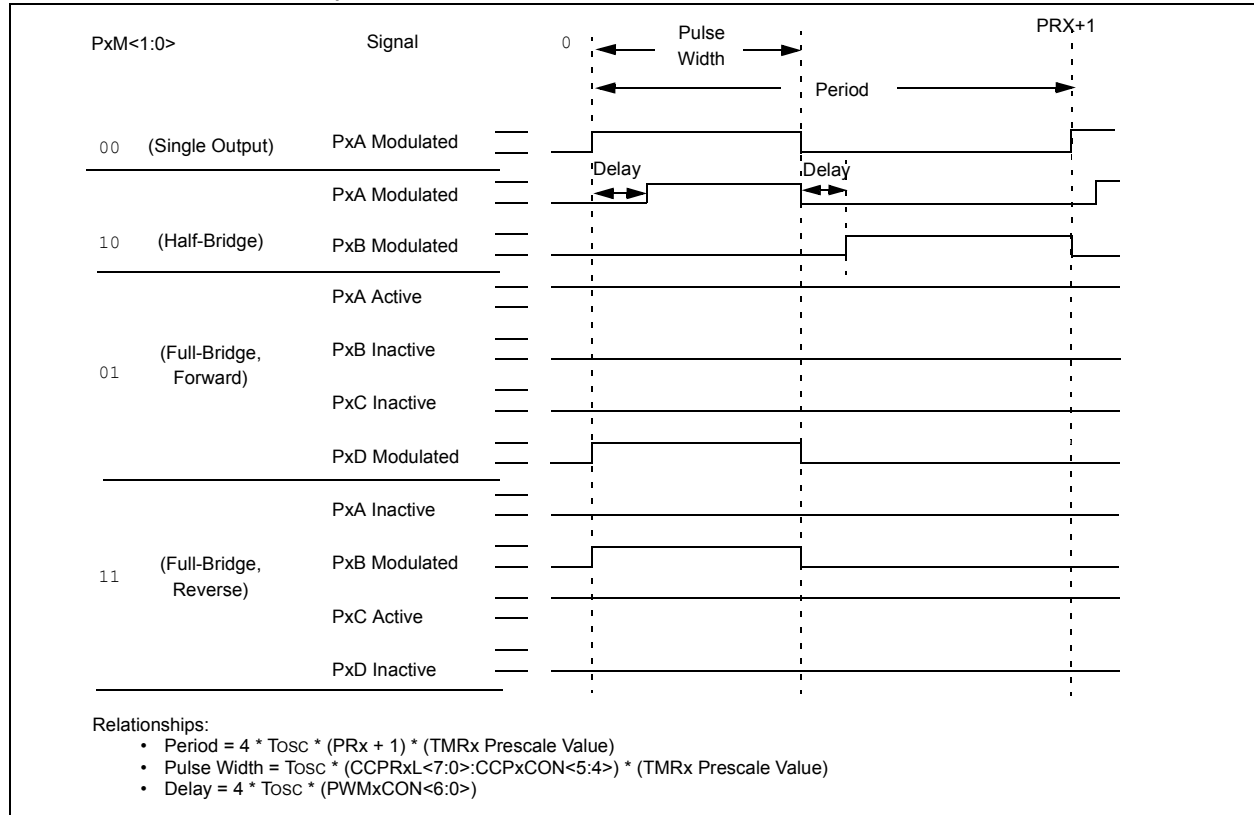 PxM<1:0>
Signal
0
Pulse
Width
PRX+1
Period
00 (Single Output)
PxA Modulated
Delay
Delay
PxA Modulated
10 (Half-Bridge)
PxB Modulated
PxA Active
PxB Inactive
01 (Full-Bridge,
Forward)
PxC Inactive
PxD Modulated
PxA Inactive
11 (Full-Bridge,
Reverse)
PxB Modulated
PxC Active
PxD Inactive
Relationships:
• Period = 4 * TOSC * (PRx + 1) * (TMRx Prescale Value)
• Pulse Width = TOSC * (CCPRxL<7:0>:CCPxCON<5:4>) * (TMRx Prescale Value)
• Delay = 4 * TOSC * (PWMxCON<6:0>)